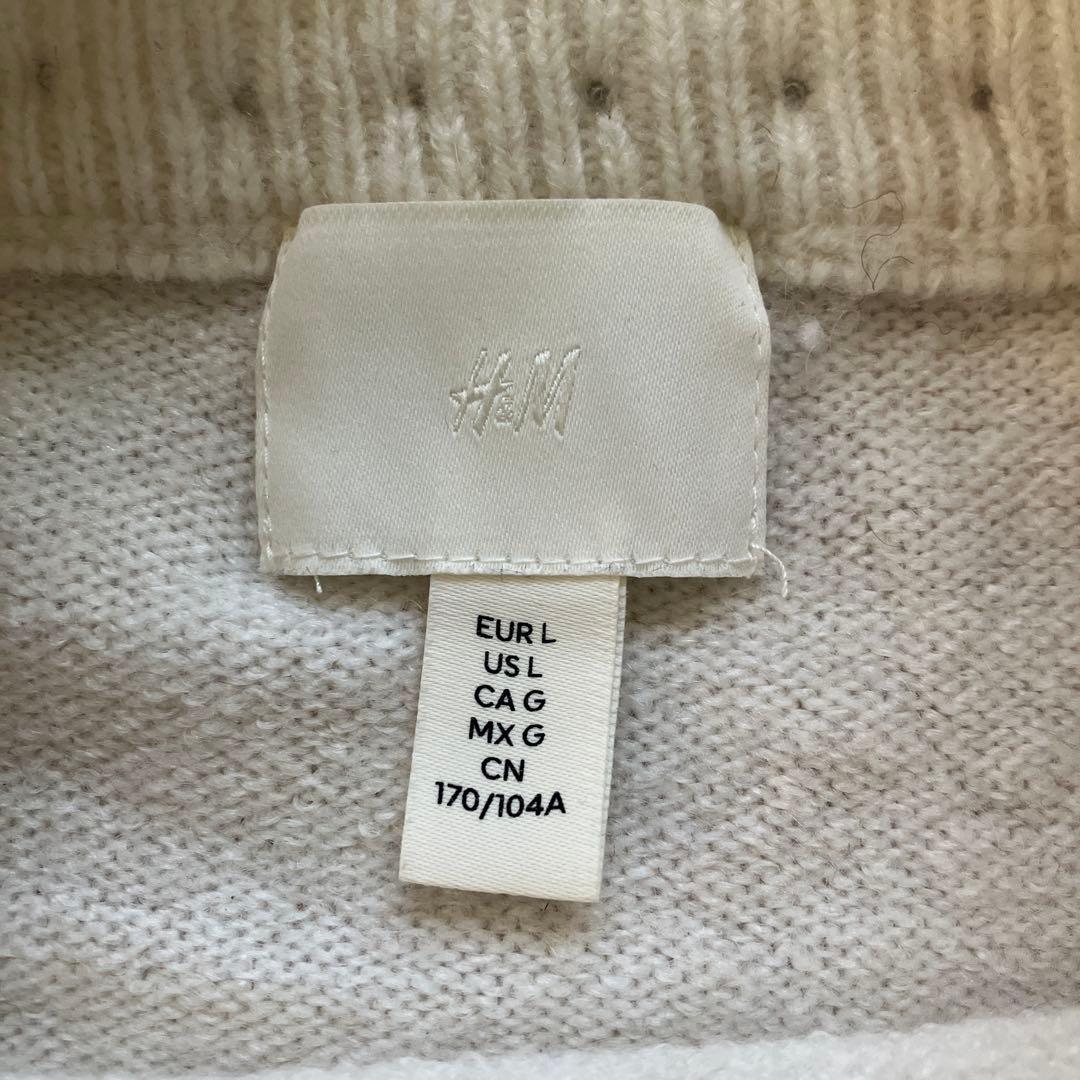 H&M
EUR L
US L
CA G
MX G
CN
170/104A